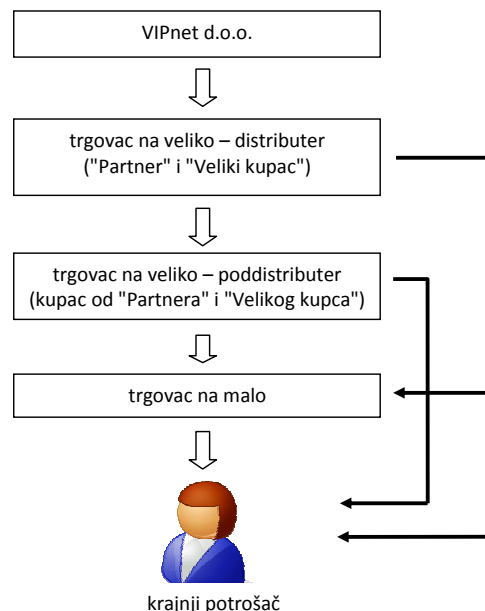 VIPnet d.o.o.
trgovac na veliko – distributer
("Partner" i "Veliki kupac")
trgovac na veliko – poddistributer
(kupac od "Partnera" i "Velikog kupca")
trgovac na malo
krajnji potrošač